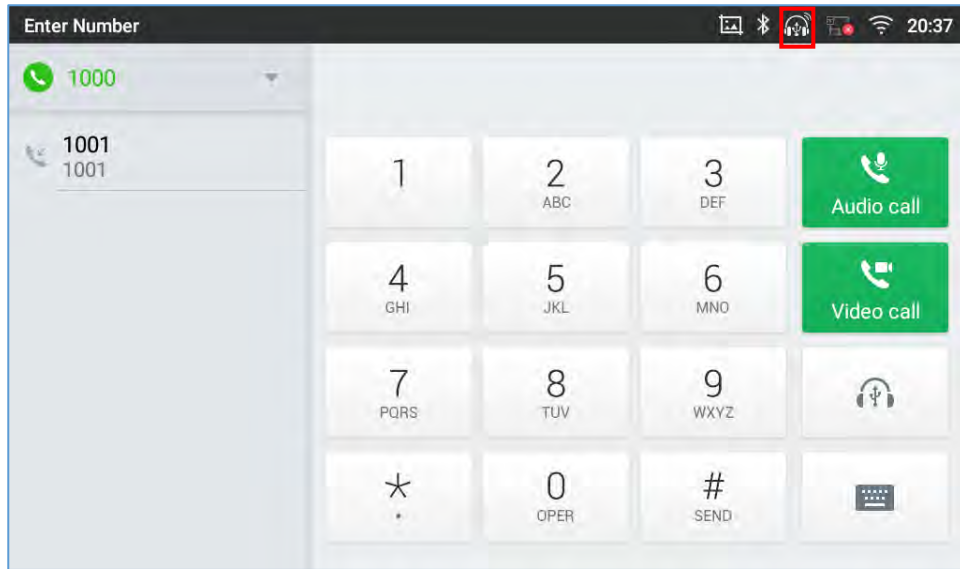 Enter Number
20:37
1000
1001
1001
1
2
ABC
3
DEF
Audio call
4
GHI
5
JKL
6
MNO
Video call
7
PQRS
8
TUV
9
WXYZ
*
0
OPER
#
SEND